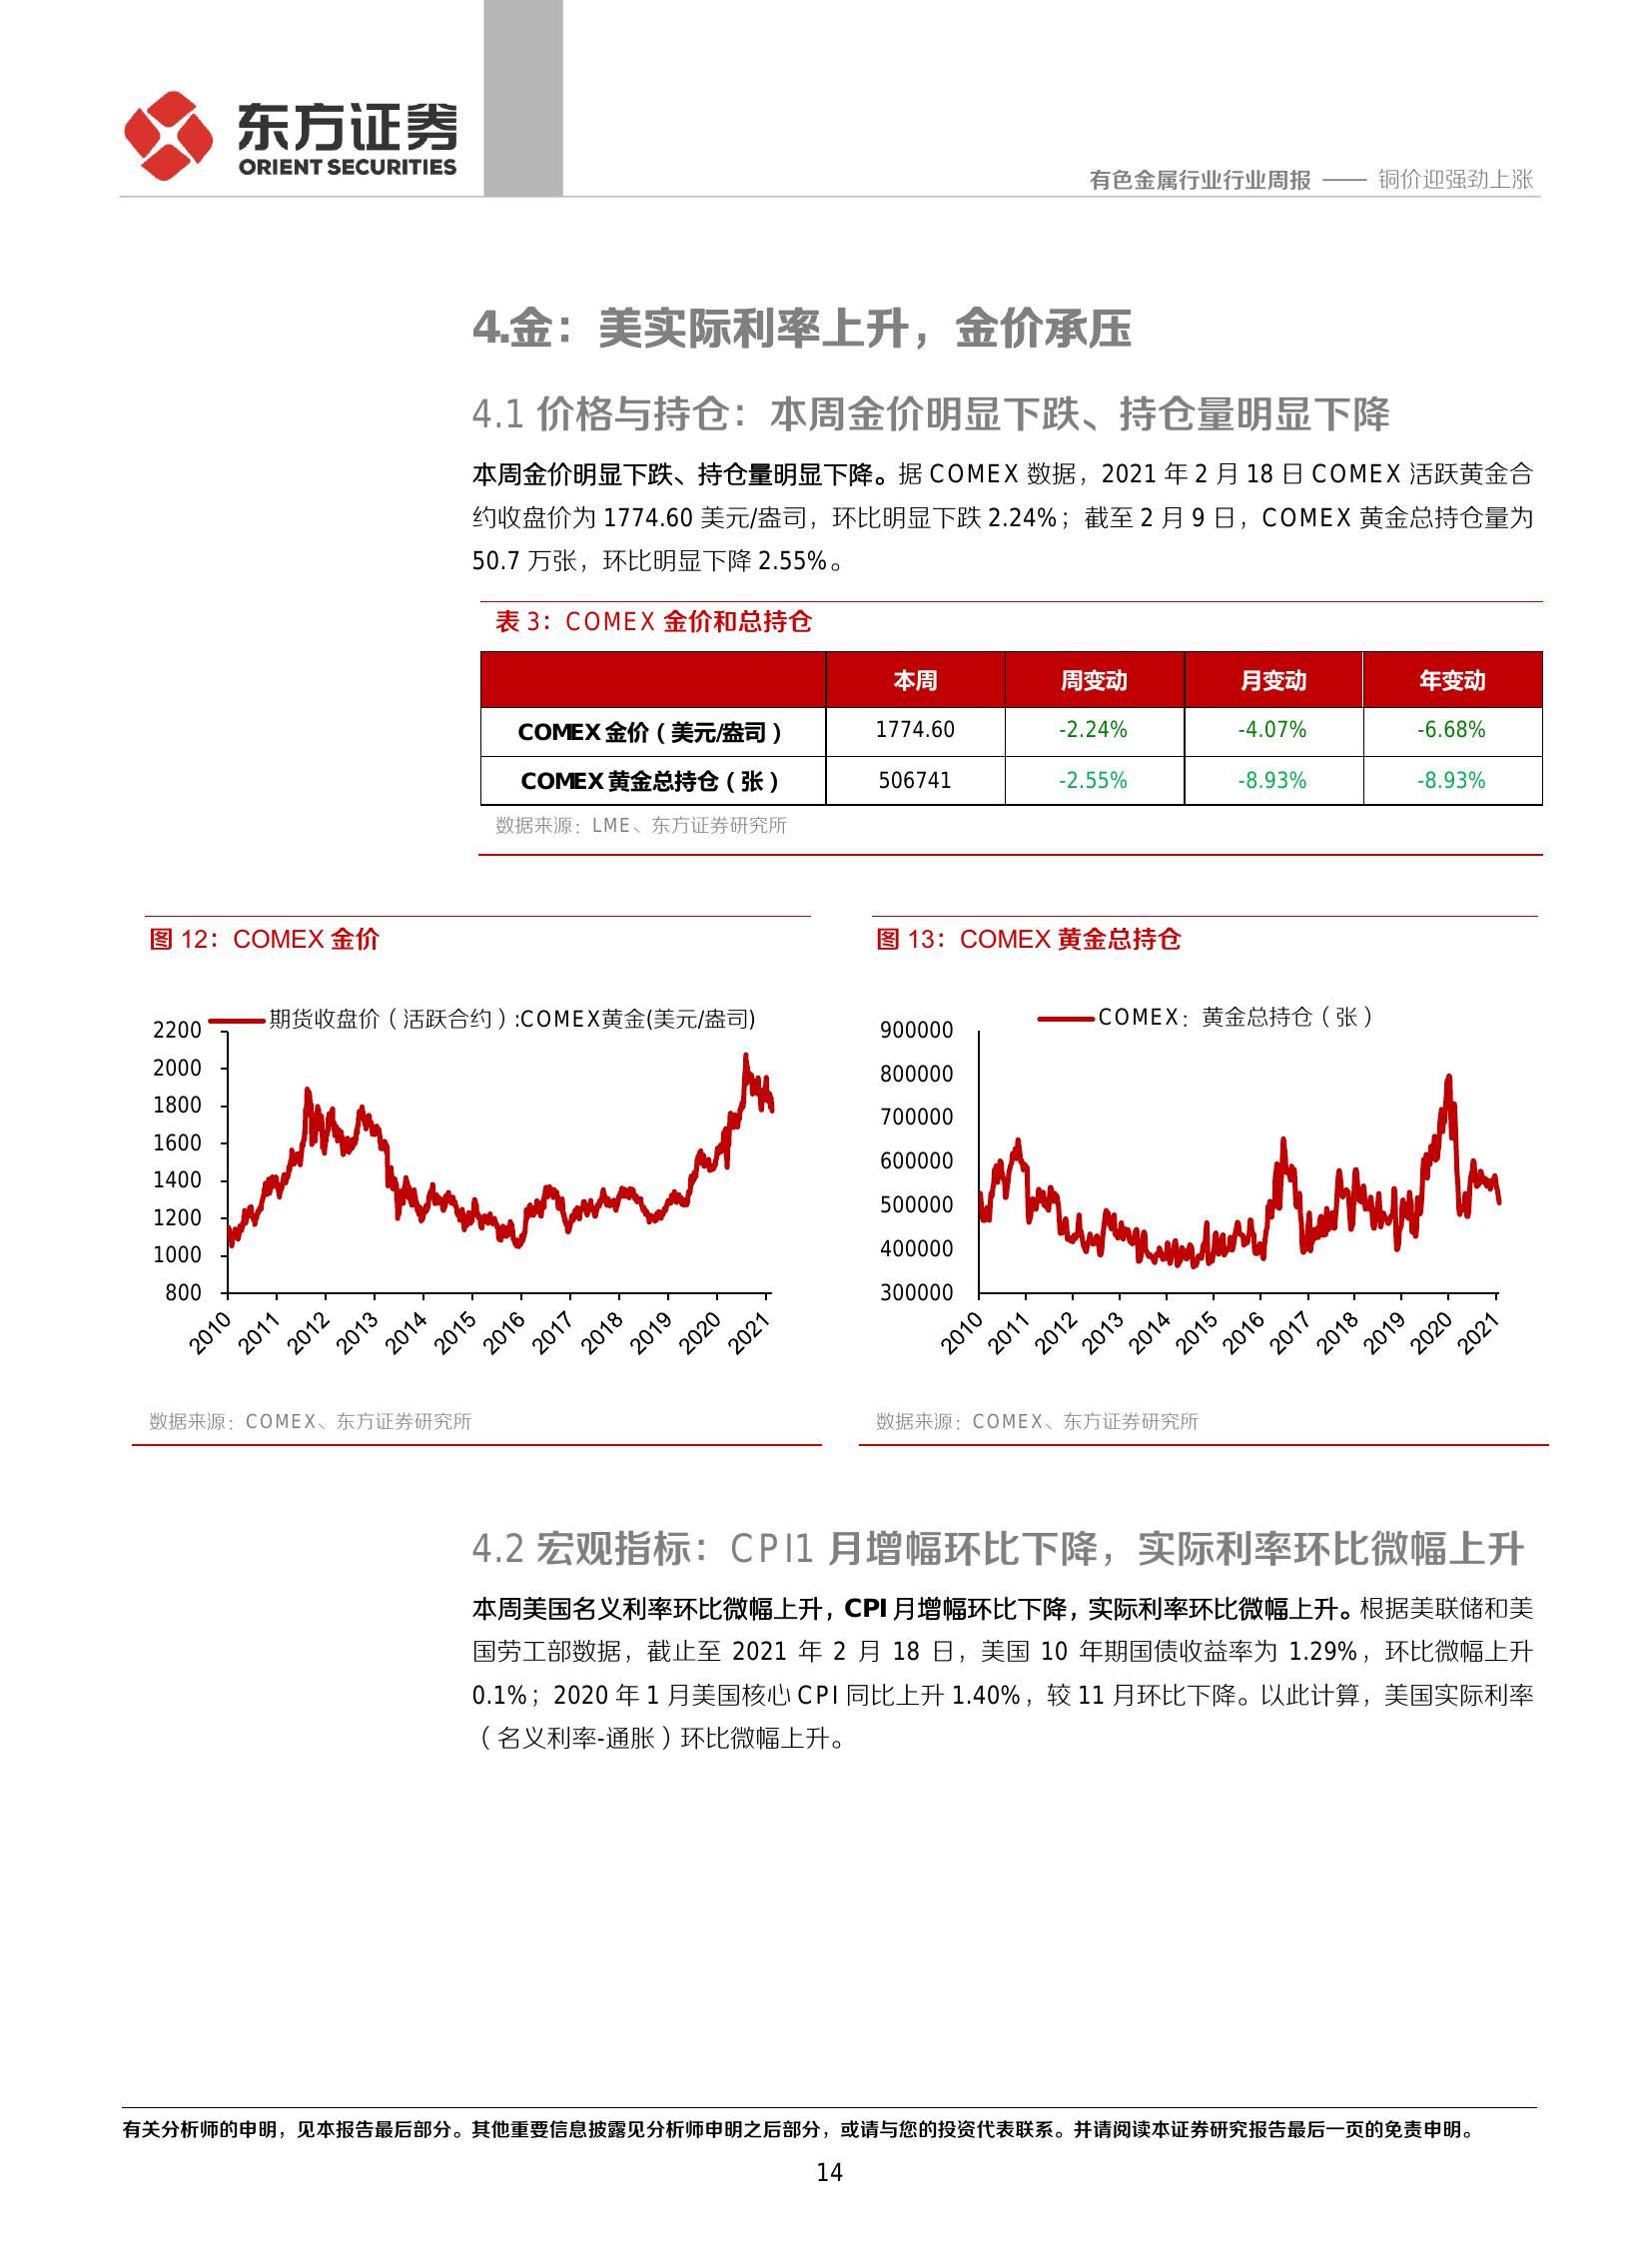 东方证券
ORIENT SECURITIES
有色金属行业行业周报 —— 铜价迎强劲上涨
4.金：美实际利率上升，金价承压
4.1 价格与持仓：本周金价明显下跌、持仓量明显下降
本周金价明显下跌、持仓量明显下降。据 COMEX 数据，2021 年 2 月 18 日 COMEX 活跃黄金合
约收盘价为 1774.60 美元/盎司，环比明显下跌 2.24%；截至 2 月 9 日，COMEX 黄金总持仓量为
50.7 万张，环比明显下降 2.55%。
表 3：COMEX 金价和总持仓
本周 周变动 月变动 年变动
COMEX 金价（美元/盎司） 1774.60 -2.24% -4.07% -6.68%
COMEX 黄金总持仓（张） 506741 -2.55% -8.93% -8.93%
数据来源：LME、东方证券研究所
图 12：COMEX 金价
期货收盘价（活跃合约）:COMEX黄金(美元/盎司)
2200
2000
1800
1600
1400
1200
1000
800
2010 2011 2012 2013 2014 2015 2016 2017 2018 2019 2020 2021
数据来源：COMEX、东方证券研究所
图 13：COMEX 黄金总持仓
COMEX：黄金总持仓（张）
900000
800000
700000
600000
500000
400000
300000
2010 2011 2012 2013 2014 2015 2016 2017 2018 2019 2020 2021
数据来源：COMEX、东方证券研究所
4.2 宏观指标：CPI1 月增幅环比下降，实际利率环比微幅上升
本周美国名义利率环比微幅上升，CPI 月增幅环比下降，实际利率环比微幅上升。根据美联储和美
国劳工部数据，截止至 2021 年 2 月 18 日，美国 10 年期国债收益率为 1.29%，环比微幅上升
0.1%；2020 年 1 月美国核心 CPI 同比上升 1.40%，较 11 月环比下降。以此计算，美国实际利率
（名义利率-通胀）环比微幅上升。
有关分析师的申明，见本报告最后部分。其他重要信息披露见分析师申明之后部分，或请与您的投资代表联系。并请阅读本证券研究报告最后一页的免责申明。
14